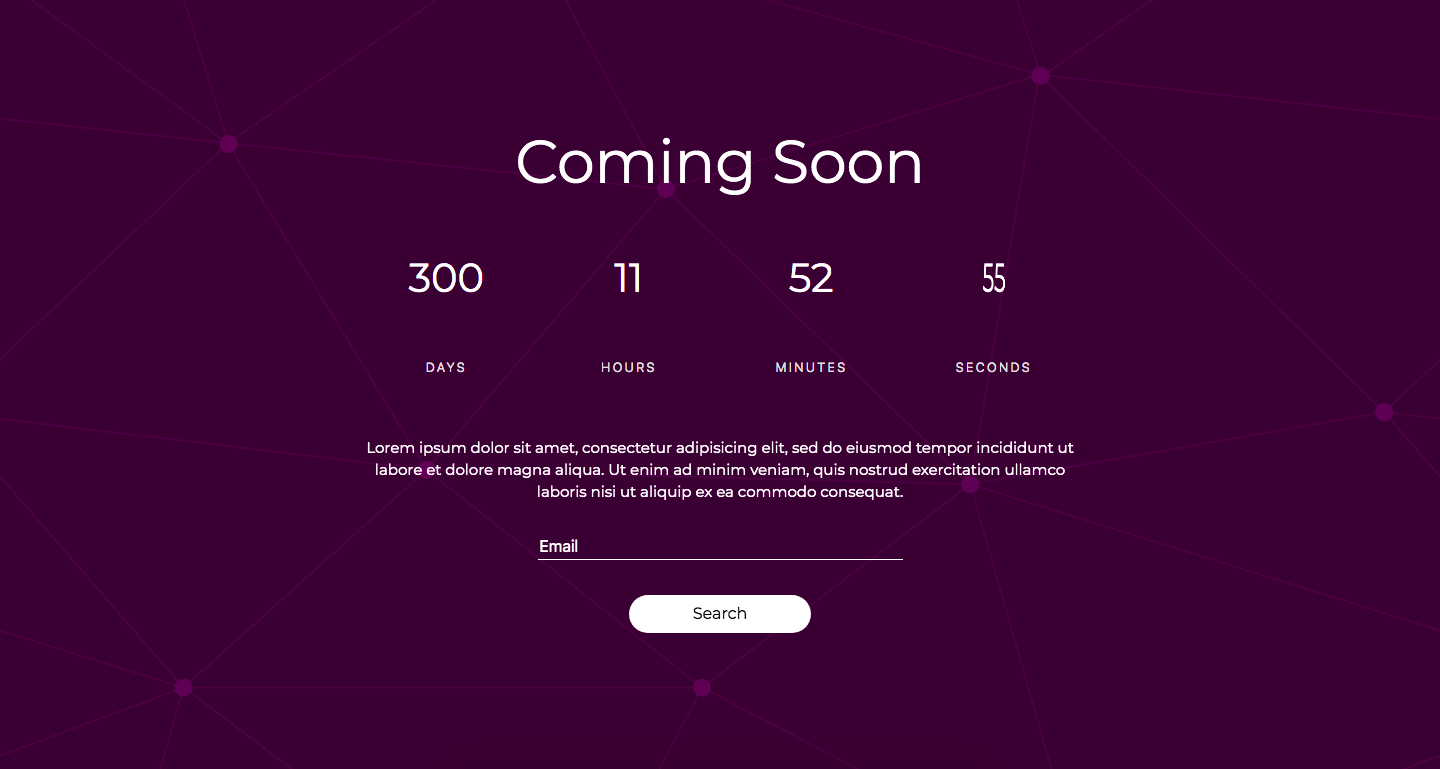 Coming Soon
300 11 52 55
DAYS HOURS MINUTES SECONDS
Lorem ipsum dolor sit amet, consectetur adipisicing elit, sed do eiusmod tempor incididunt ut
labore et dolore magna aliqua. Ut enim ad minim veniam, quis nostrud exercitation ullamco
laboris nisi ut aliquip ex ea commodo consequat.
Email
Search